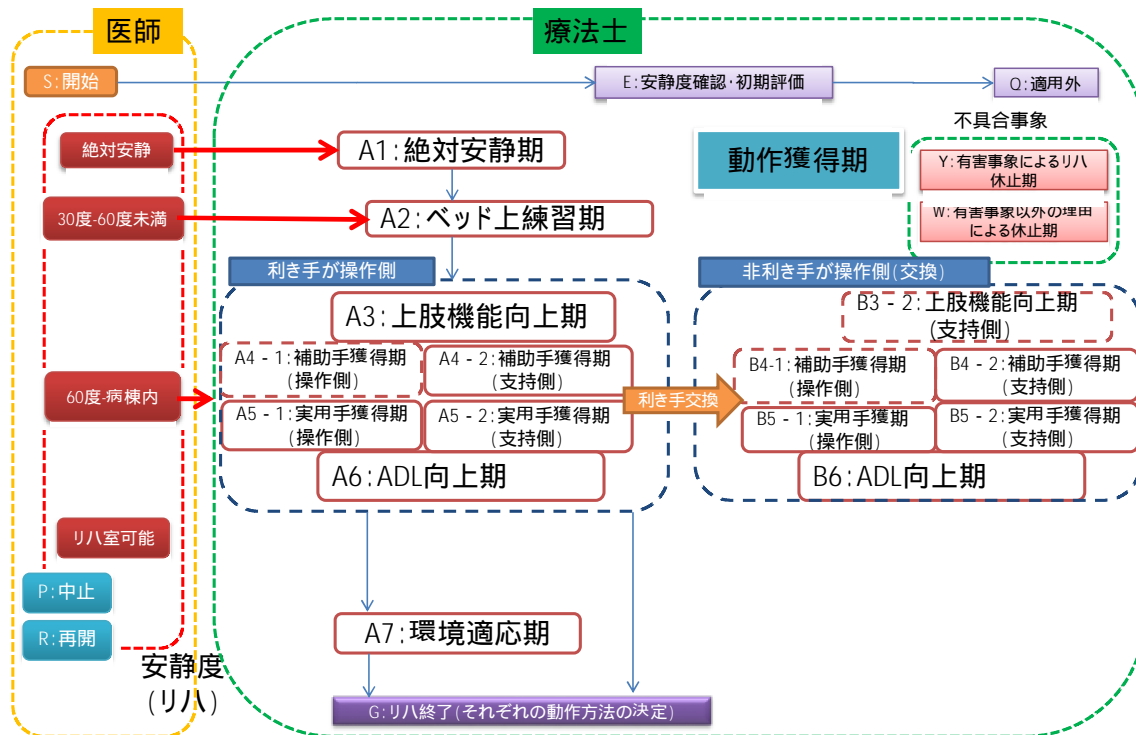 医師
療法士
S:開始
E:安静度確認・初期評価
Q:適用外
不具合事象
絶対安静
A1:絶対安静期
動作獲得期
Y:有害事象によるリハ
休止期
30度-60度未満
A2:ベッド上練習期
W:有害事象以外の理由
による休止期
利き手が操作側
非利き手が操作側(交換)
A3:上肢機能向上期
B3-2:上肢機能向上期
(支持側)
A4-1:補助手獲得期
(操作側)
A4-2:補助手獲得期
(支持側)
B4-1:補助手獲得期
(操作側)
B4-2:補助手獲得期
(支持側)
60度-病棟内
利き手交換
A5-1:実用手獲得期
(操作側)
A5-2:実用手獲得期
(支持側)
B5-1:実用手獲期
(操作側)
B5-2:実用手獲得期
(支持側)
A6:ADL向上期
B6:ADL向上期
リハ室可能
P:中止
R:再開
A7:環境適応期
安静度
(リハ)
G:リハ終了(それぞれの動作方法の決定)